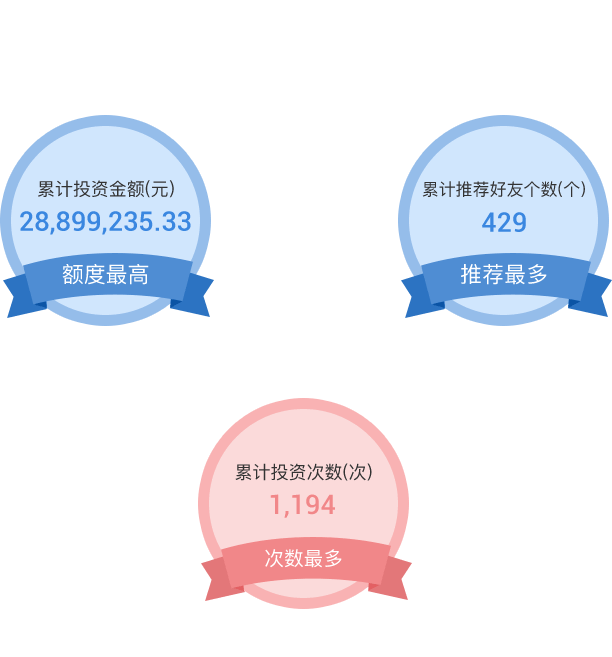 累计投资金额(元)
28,899,235.33
额度最高
累计推荐好友个数(个)
429
推荐最多
累计投资次数(次)
1,194
次数最多